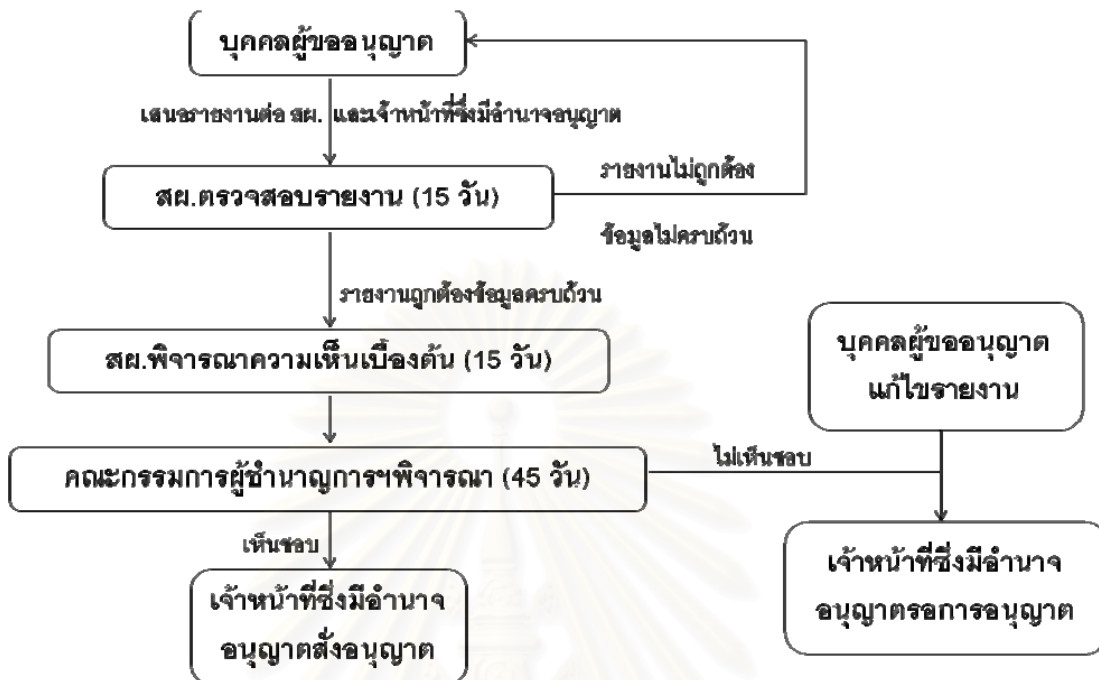 บุคคลผู้ขออนุญาต
เสนอรายงานต่อ สผ. และเจ้าหน้าที่ซึ่งมีอำนาจอนุญาต
รายงานไม่ถูกต้อง
สผ.ตรวจสอบรายงาน (15 วัน)
ข้อมูลไม่ครบถ้วน
รายงานถูกต้องข้อมูลครบถ้วน
สผ.พิจารณาความเห็นเบื้องต้น (15 วัน)
บุคคลผู้ขออนุญาต
แก้ไขรายงาน
คณะกรรมการผู้ชำนาญการฯพิจารณา (45 วัน)
ไม่เห็นชอบ
เห็นชอบ
เจ้าหน้าที่ซึ่งมีอำนาจ
อนุญาตสั่งอนุญาต
เจ้าหน้าที่ซึ่งมีอำนาจ
อนุญาตรอการอนุญาต